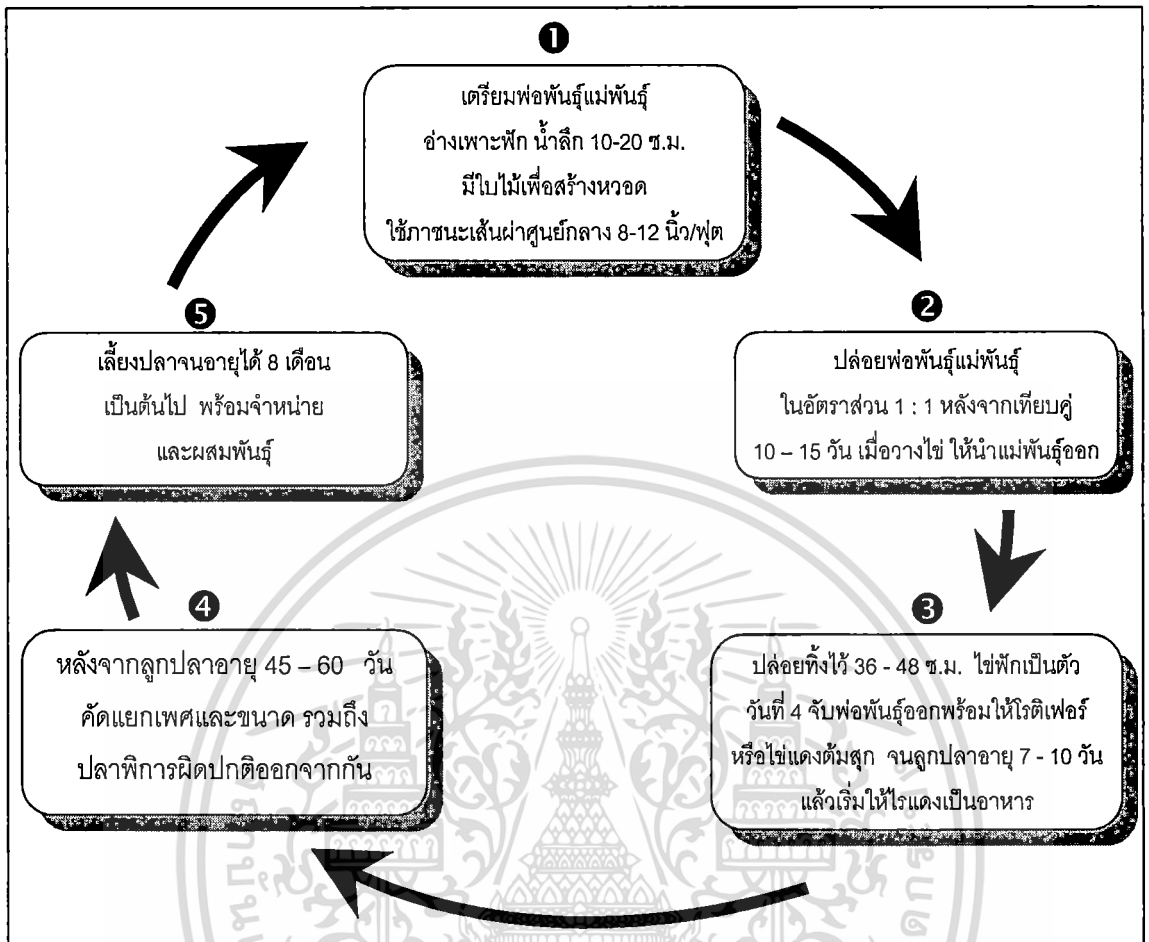 ❶
เตรียมพ่อพันธุ์แม่พันธุ์
อ่างเพาะฟัก น้ำลึก 10-20 ซ.ม.
มีใบไม้เพื่อสร้างหวอด
ใช้ภาชนะเส้นผ่าศูนย์กลาง 8-12 นิ้ว/ฟุต
❷
ปล่อยพ่อพันธุ์แม่พันธุ์
ในอัตราส่วน 1 : 1 หลังจากเทียบคู่
10 – 15 วัน เมื่อวางไข่ ให้นำแม่พันธุ์ออก
❸
ปล่อยทิ้งไว้ 36 - 48 ซ.ม. ไข่ฟักเป็นตัว
วันที่ 4 จับพ่อพันธุ์ออกพร้อมให้โรติเฟอร์
หรือไข่แดงต้มสุก จนลูกปลาอายุ 7 - 10 วัน
แล้วเริ่มให้ไรแดงเป็นอาหาร
❹
หลังจากลูกปลาอายุ 45 – 60 วัน
คัดแยกเพศและขนาด รวมถึง
ปลาพิการผิดปกติออกจากกัน
❺
เลี้ยงปลาจนอายุได้ 8 เดือน
เป็นต้นไป พร้อมจำหน่าย
และผสมพันธุ์